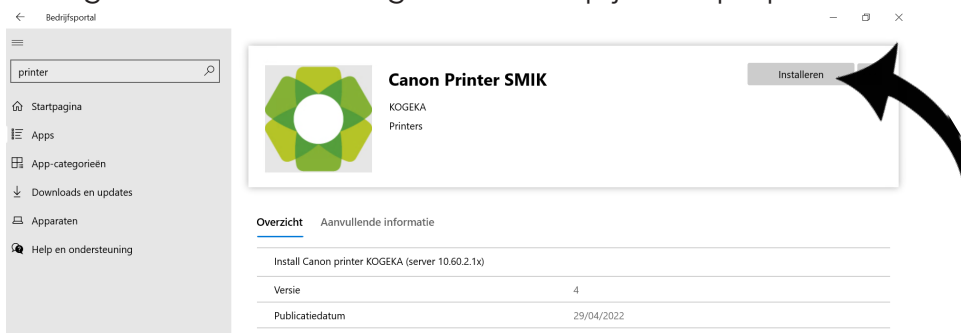 Bedrijfsportal
printer
Startpagina
Apps
App-categorieën
Downloads en updates
Apparaten
Help en ondersteuning
Canon Printer SMIK
KOGEKA
Printers
Installeren
Overzicht Aanvullende informatie
Install Canon printer KOGEKA (server 10.60.2.1x)
Versie 4
Publicatiedatum 29/04/2022